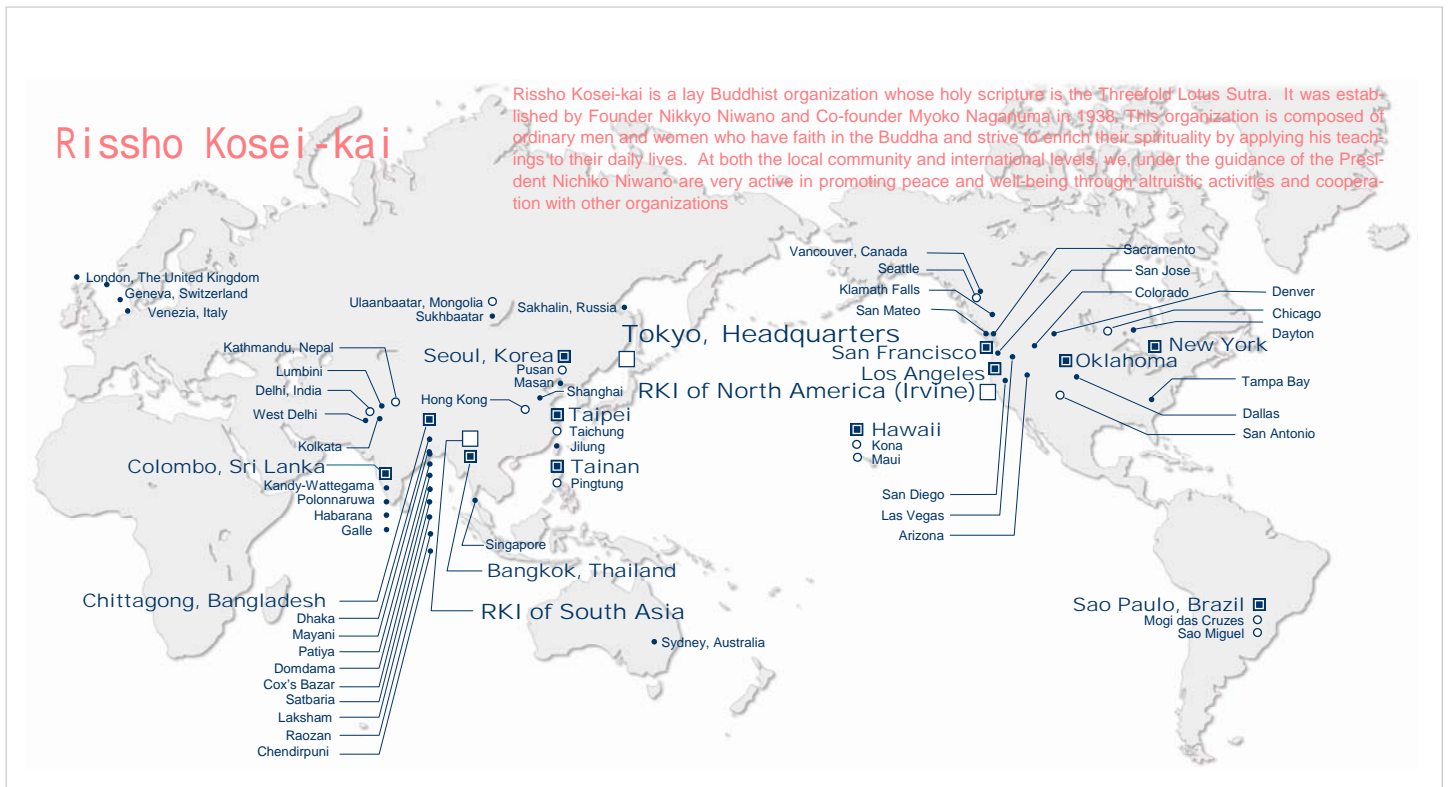 Rissho Kosei-kai
Rissho Kosei-kai is a lay Buddhist organization whose holy scripture is the Threefold Lotus Sutra. It was estab-
lished by Founder Nikkyo Niwano and Co-founder Myoko Naganuma in 1938. This organization is composed of
ordinary men and women who have faith in the Buddha and strive to enrich their spirituality by applying his teach-
ings to their daily lives. At both the local community and international levels, we, under the guidance of the Presi-
dent Nichiko Niwano are very active in promoting peace and well-being through altruistic activities and coopera-
tion with other organizations
London, The United Kingdom
Geneva, Switzerland
Venezia, Italy
Ulaanbaatar, Mongolia
Sukhbaatar
Sakhalin, Russia
Tokyo, Headquarters
Seoul, Korea
Pusan
Masan
Shanghai
Hong Kong
Kathmandu, Nepal
Lumbini
Delhi, India
West Delhi
Kolkata
Colombo, Sri Lanka
Kandy-Wattegama
Polonnaruwa
Habarana
Galle
Taipei
Taichung
Jilung
Tainan
Pingtung
Singapore
Bangkok, Thailand
RKI of South Asia
Chittagong, Bangladesh
Dhaka
Mayani
Patiya
Domdama
Cox's Bazar
Satbaria
Laksham
Raozan
Chendirpuni
Sydney, Australia
Vancouver, Canada
Seattle
Klamath Falls
San Mateo
San Francisco
Los Angeles
RKI of North America (Irvine)
Hawaii
Kona
Maui
San Diego
Las Vegas
Arizona
Sacramento
San Jose
Colorado
Denver
Chicago
Dayton
New York
Oklahoma
Tampa Bay
Dallas
San Antonio
Sao Paulo, Brazil
Mogi das Cruzes
Sao Miguel